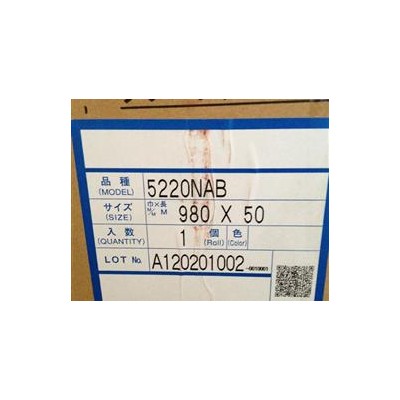 品種
(MODEL) 5220NAB
サイズ 巾×長
(SIZE) m/m M 980 X 50
入数 個 色
(QUANTITY) 1 (Roll) (Color)
LOT No. A120201002-0010001